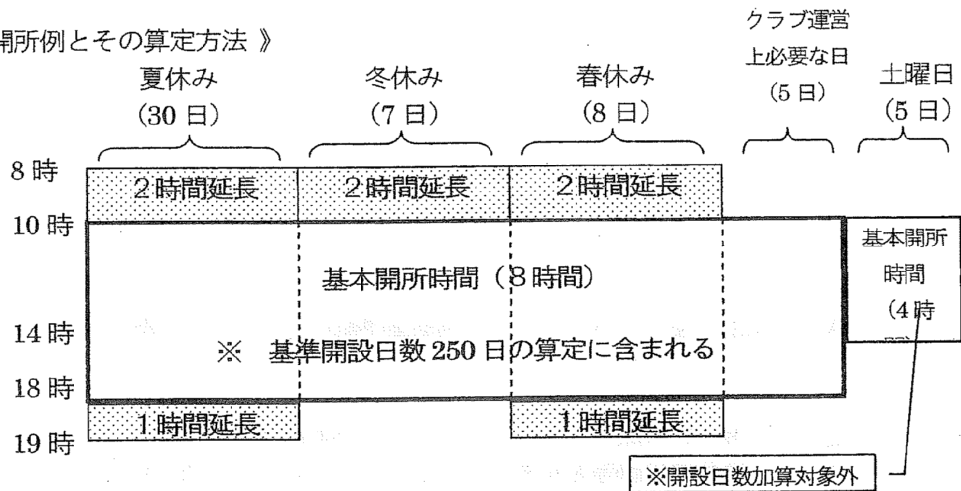 開所例とその算定方法 》
クラブ運営
上必要な日
(5 日)
夏休み
(30 日)
冬休み
(7 日)
春休み
(8 日)
土曜日
(5 日)
8 時
2時間延長
2時間延長
2時間延長
10 時
基本開所
時間
(4時
基本開所時間（8時間）
14 時
※ 基準開設日数 250 日の算定に含まれる
18 時
1時間延長
1時間延長
19 時
※開設日数加算対象外